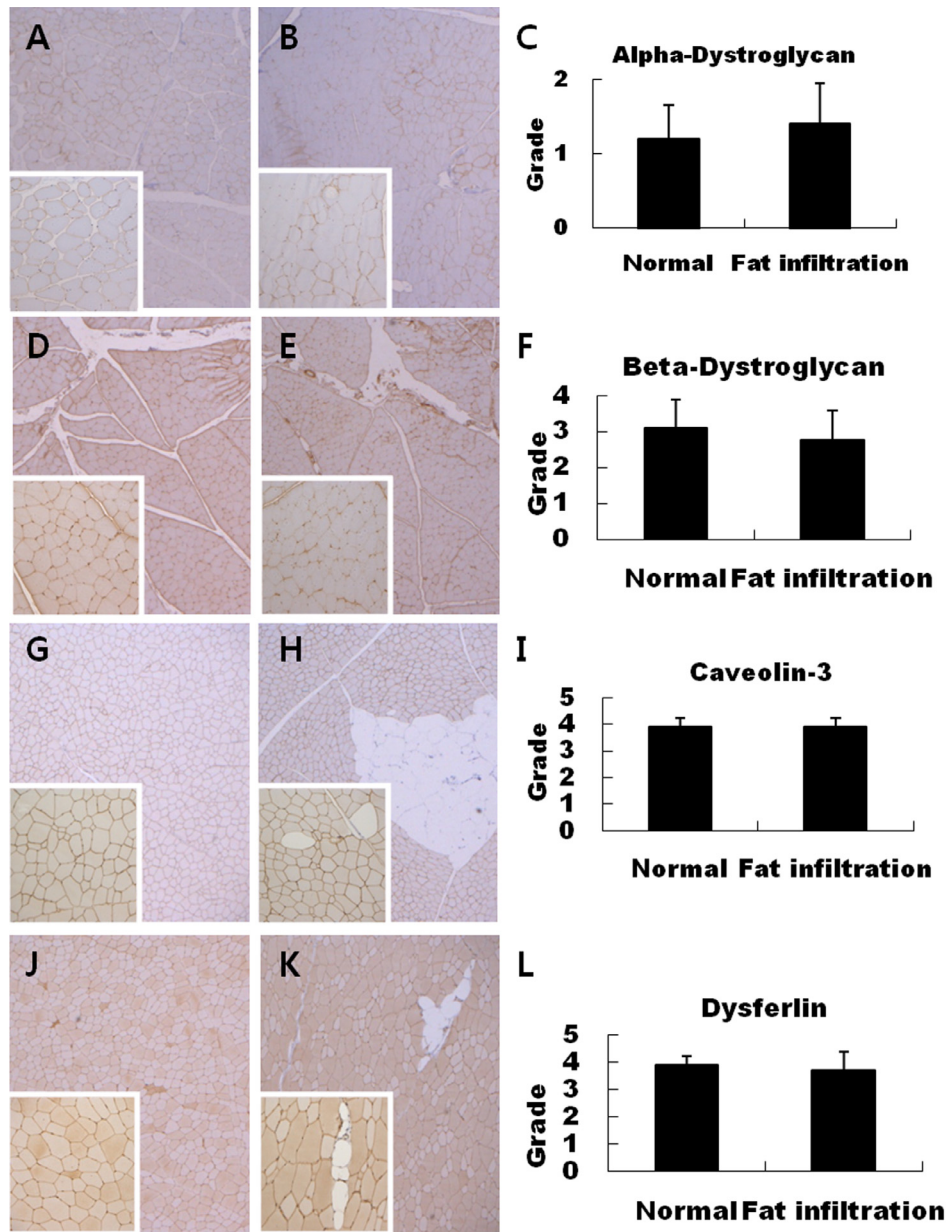 A
B
C
Alpha-Dystroglycan
Grade
2
1
0
Normal Fat infiltration
D
E
F
Beta-Dystroglycan
Grade
4
3
2
1
0
Normal Fat infiltration
G
H
I
Caveolin-3
Grade
5
4
3
2
1
0
Normal Fat infiltration
J
K
L
Dysferlin
Grade
5
4
3
2
1
0
Normal Fat infiltration